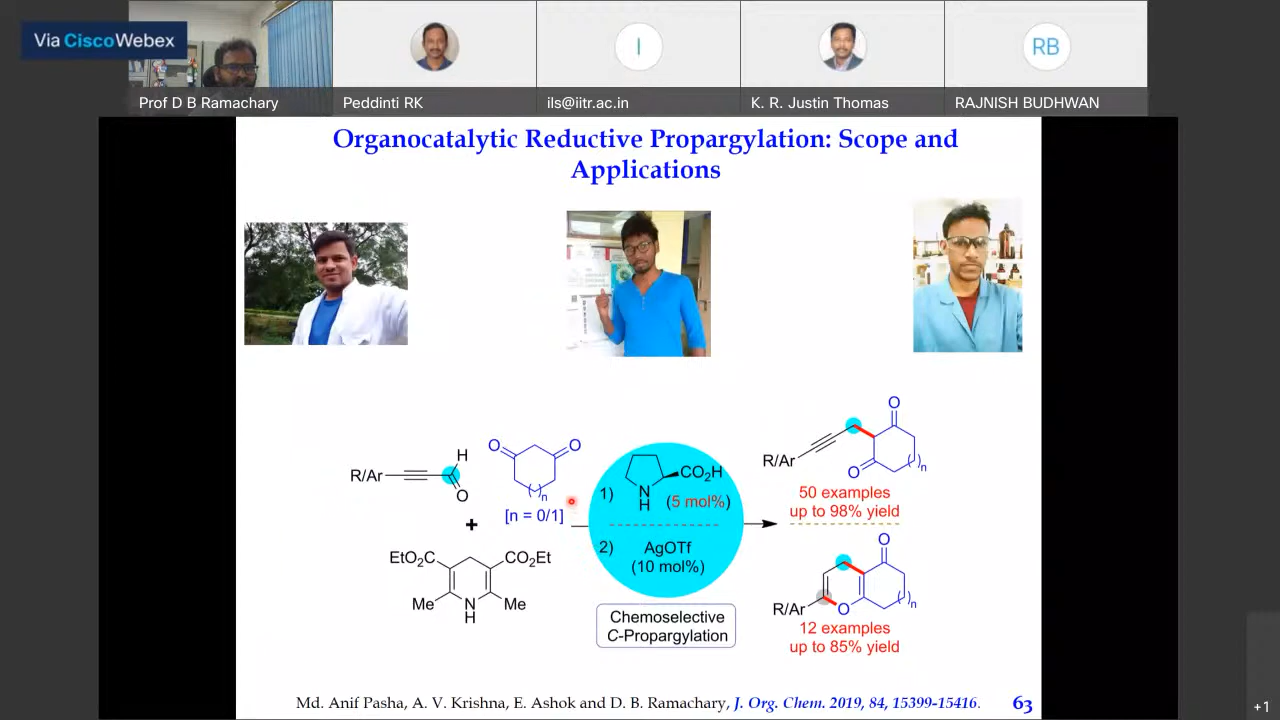 Via CiscoWebex
Prof D B Ramachary
Peddinti RK
I
ils@iitr.ac.in
K. R. Justin Thomas
RB
RAJNISH BUDHWAN
Organocatalytic Reductive Propargylation: Scope and
Applications
R/Ar
H
O
O
O
n
[n = 0/1]
+
EtO₂C
CO₂Et
Me
N
H
Me
1)
N
H
CO₂H
(5 mol%)
2)
AgOTf
(10 mol%)
Chemoselective
C-Propargylation
R/Ar
O
O
( )n
50 examples
up to 98% yield
O
R/Ar
O
( )n
12 examples
up to 85% yield
Md. Anif Pasha, A. V. Krishna, E. Ashok and D. B. Ramachary, J. Org. Chem. 2019, 84, 15399-15416.
63
+1